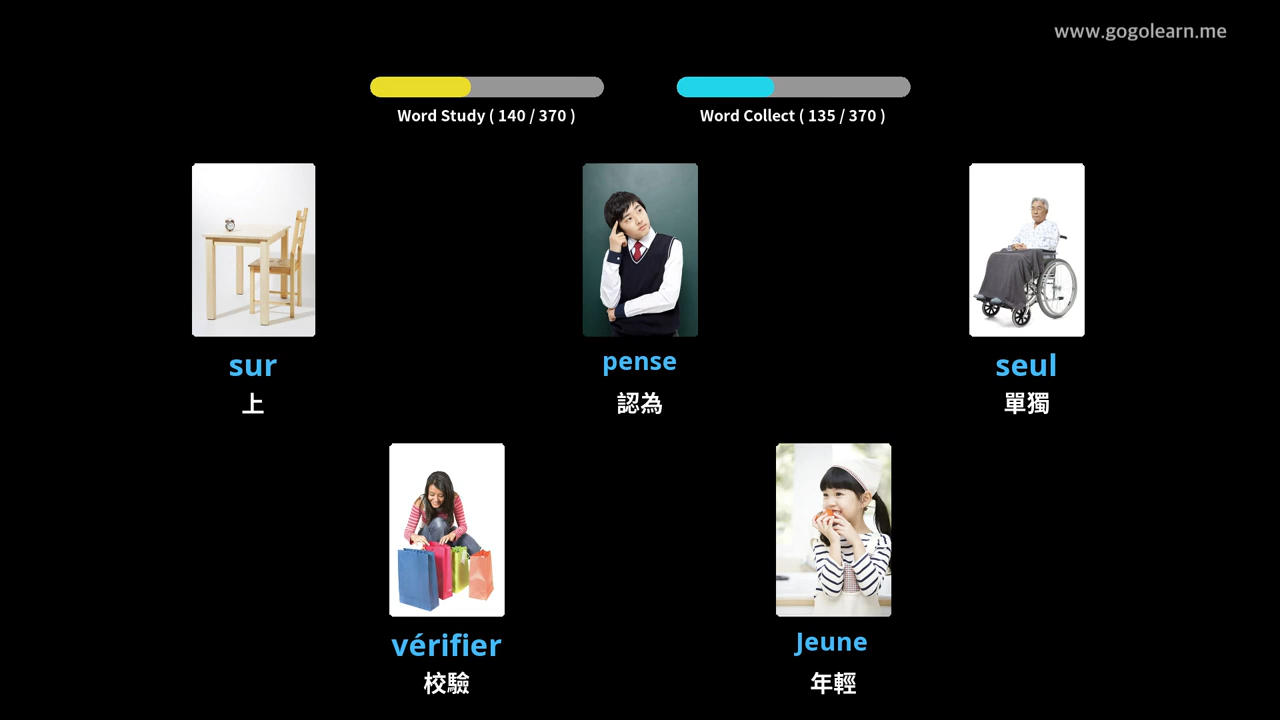 www.gogolearn.me
Word Study ( 140 / 370 )
Word Collect ( 135 / 370 )
sur
上
pense
認為
seul
單獨
vérifier
校驗
Jeune
年輕